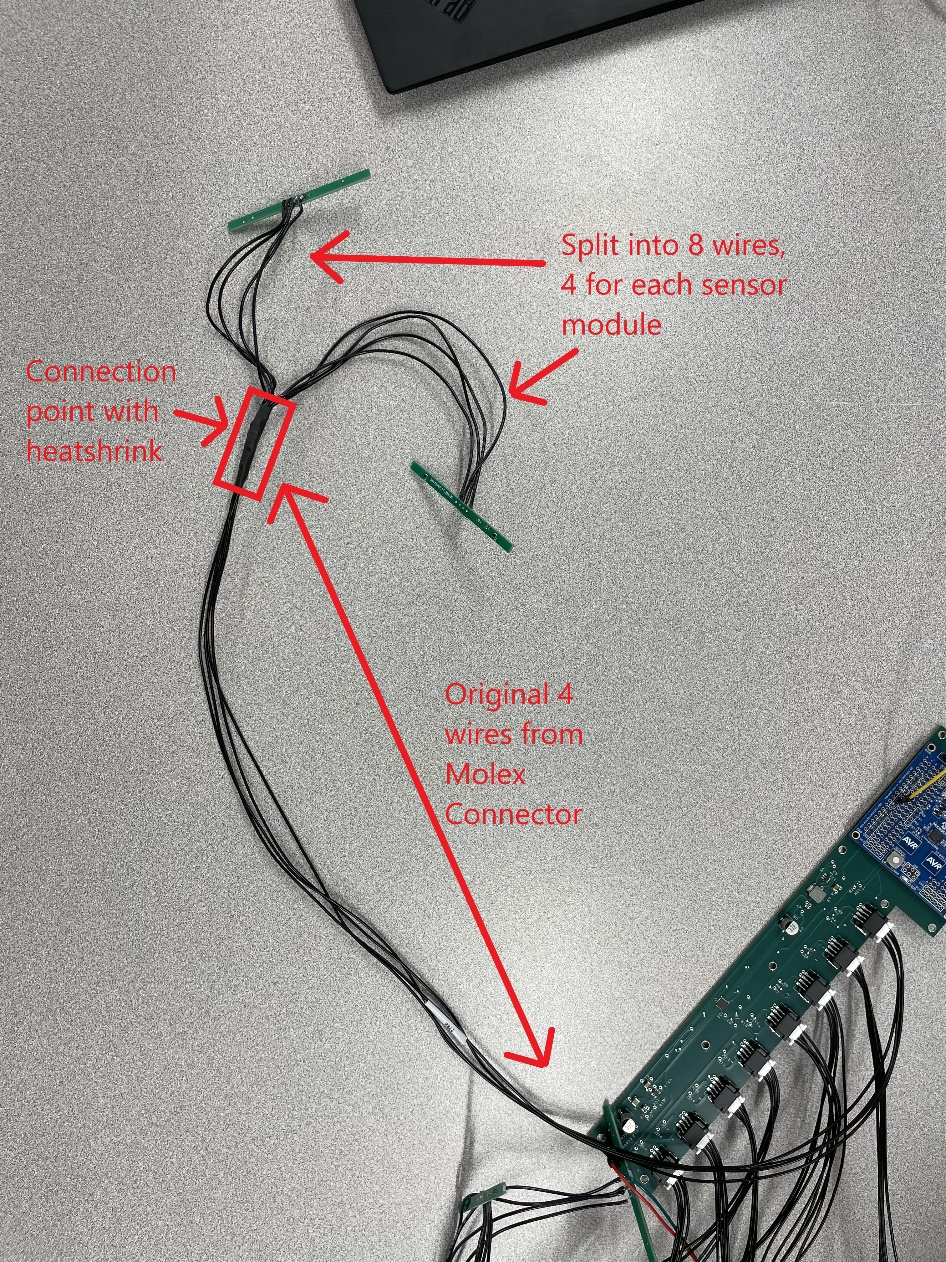 Split into 8 wires,
4 for each sensor
module
Connection
point with
heatshrink
Original 4
wires from
Molex
Connector
AVR
AVR